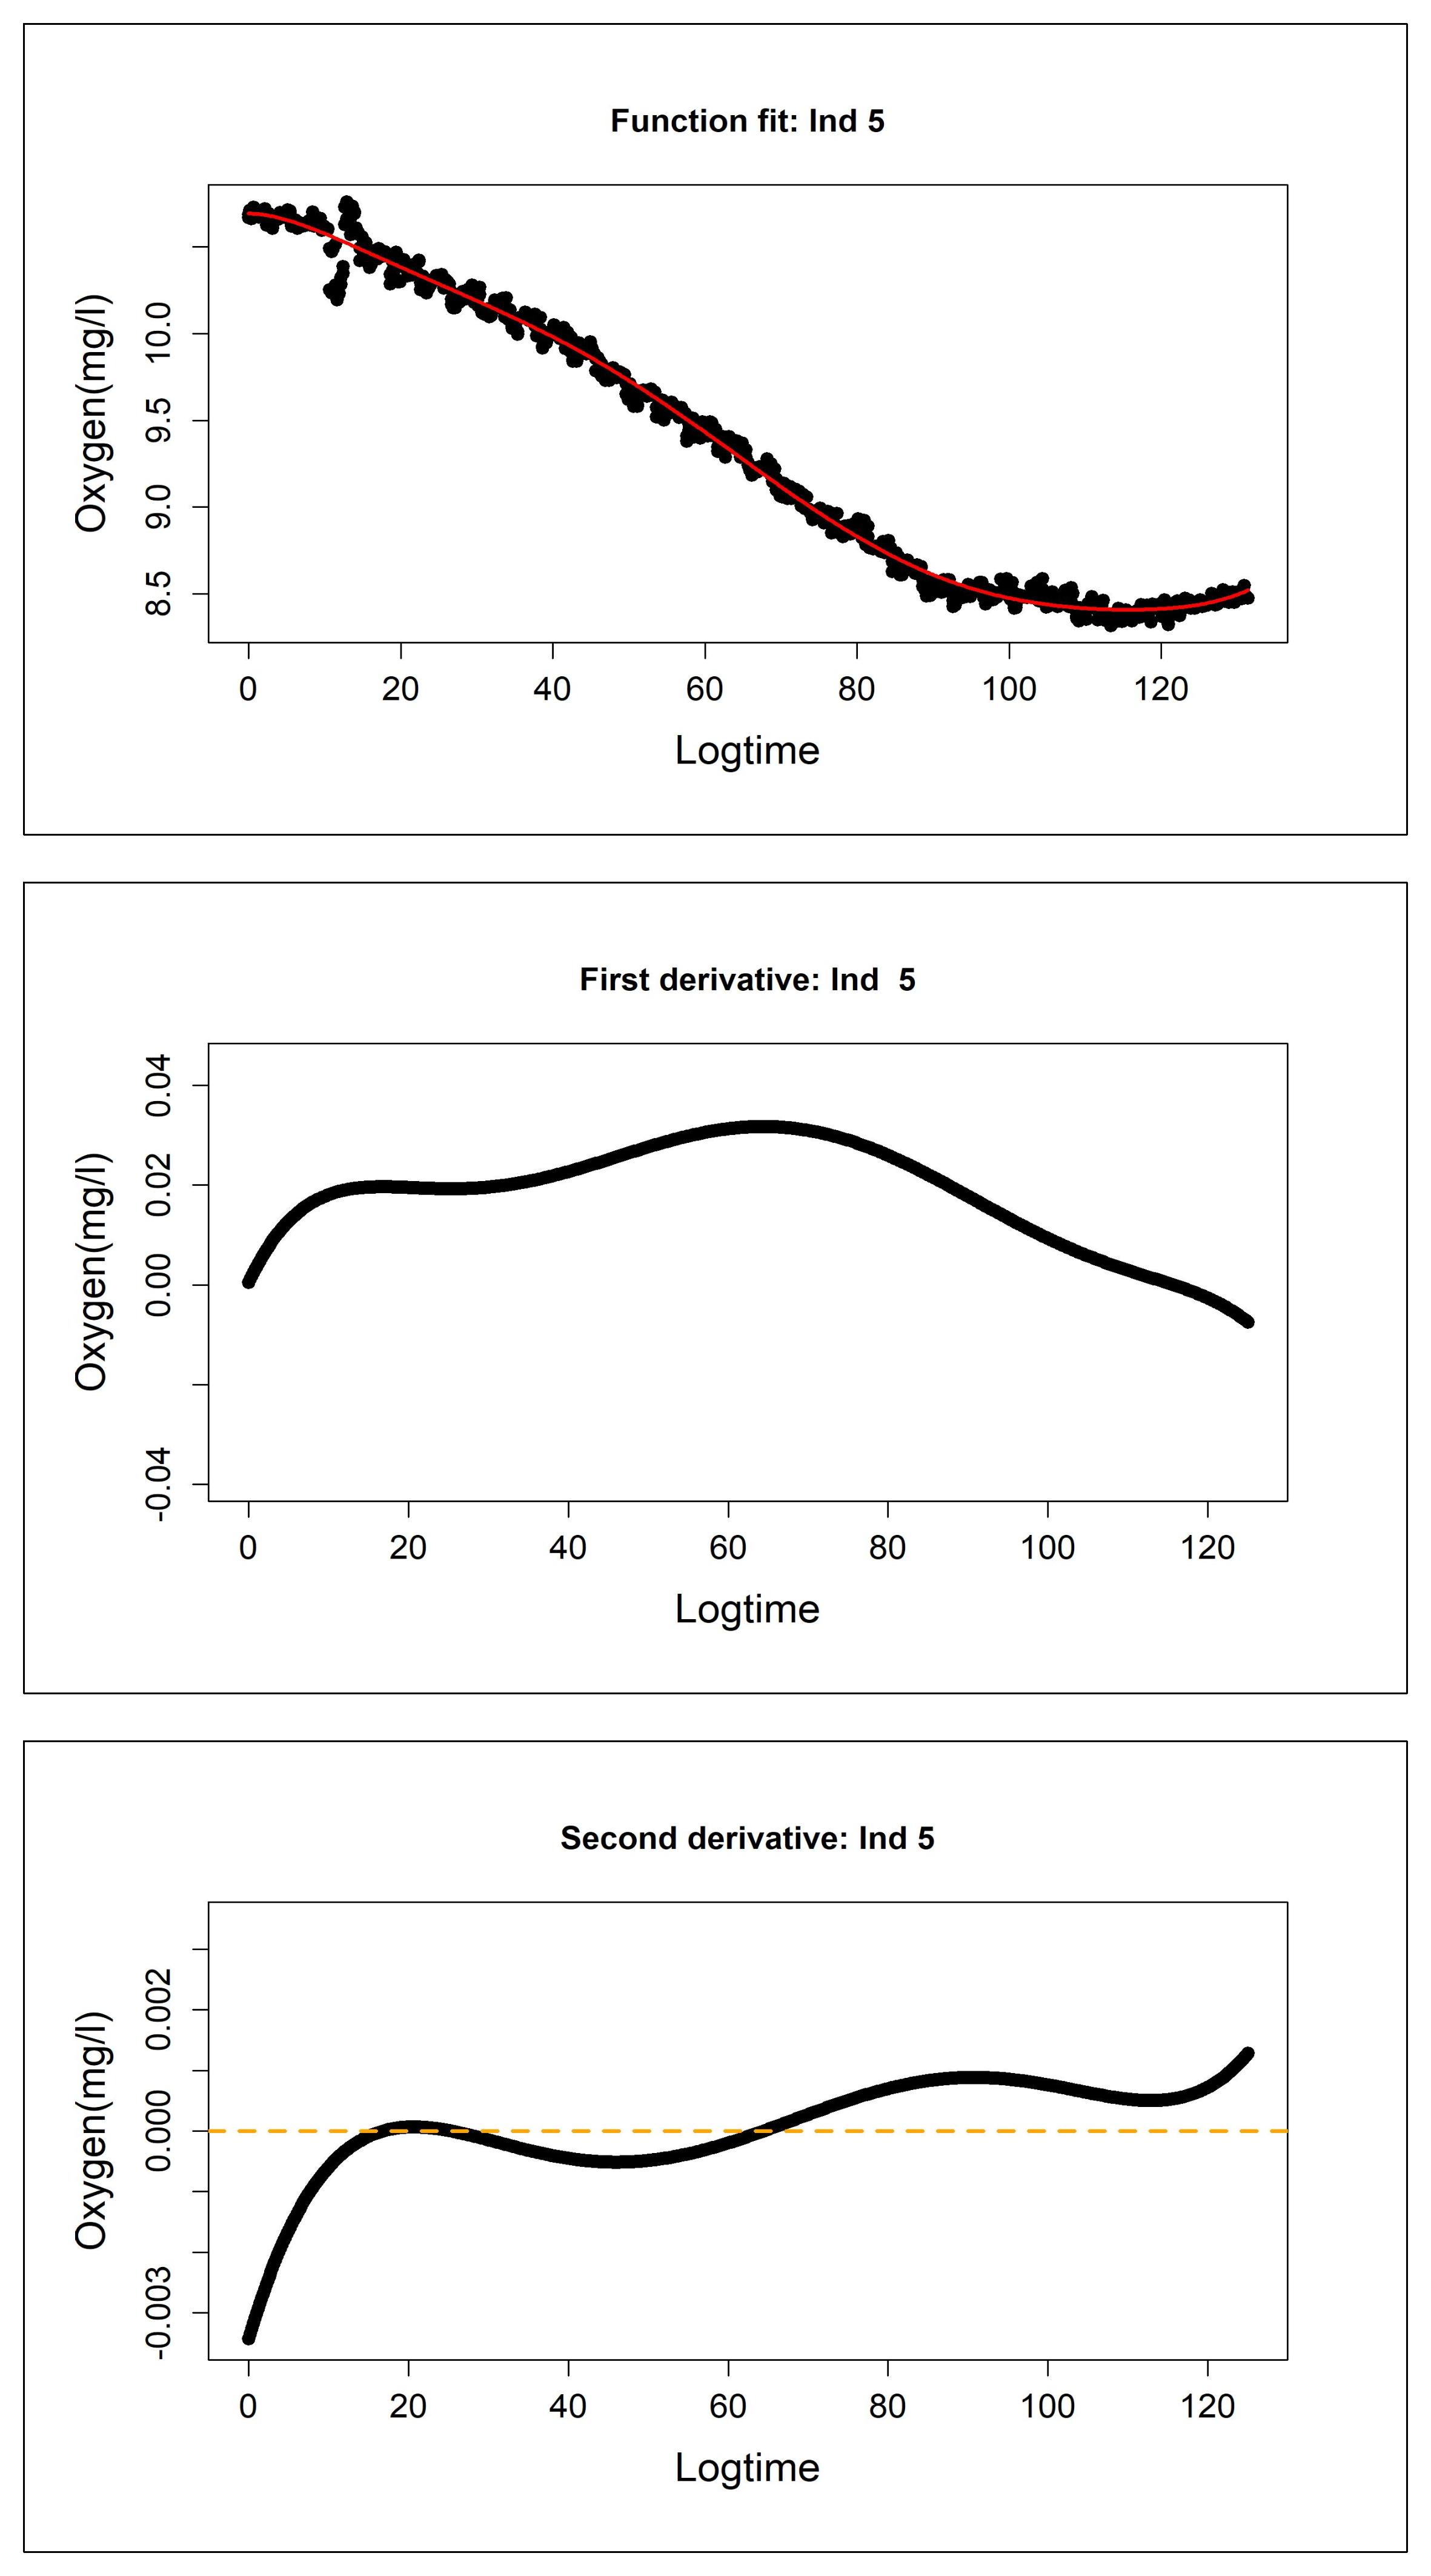 Function fit: Ind 5
Oxygen(mg/l)
10.0
9.5
9.0
8.5
0 20 40 60 80 100 120
Logtime
First derivative: Ind  5
Oxygen(mg/l)
0.04
0.02
0.00
-0.04
0 20 40 60 80 100 120
Logtime
Second derivative: Ind 5
Oxygen(mg/l)
0.002
0.000
-0.003
0 20 40 60 80 100 120
Logtime